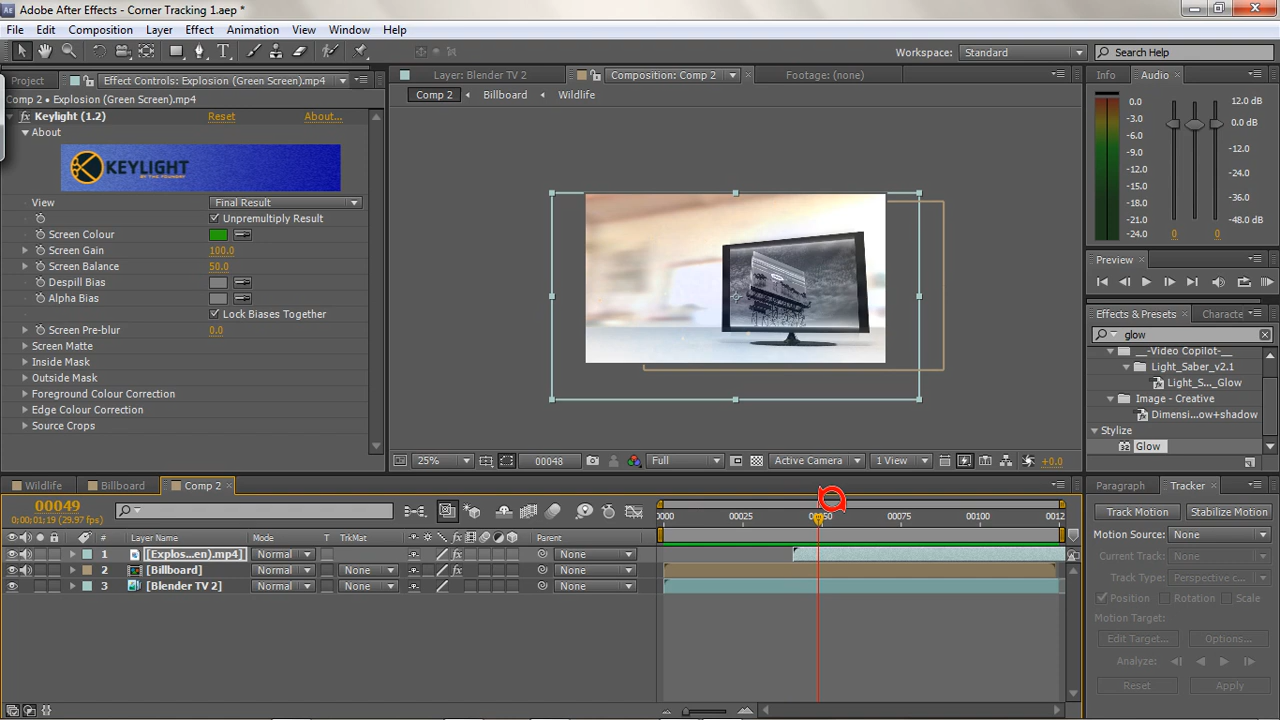 Adobe After Effects - Corner Tracking 1.aep *
File Edit Composition Layer Effect Animation View Window Help
Workspace: Standard Search Help
Project Effect Controls: Explosion (Green Screen).mp4
Comp 2 • Explosion (Green Screen).mp4
fx Keylight (1.2) Reset About...
About
KEYLIGHT
BY THE FOUNDRY
View Final Result
Unpremultiply Result
Screen Colour
Screen Gain 100.0
Screen Balance 50.0
Despill Bias
Alpha Bias
Lock Biases Together
Screen Pre-blur 0.0
Screen Matte
Inside Mask
Outside Mask
Foreground Colour Correction
Edge Colour Correction
Source Crops
Layer: Blender TV 2 Composition: Comp 2 Footage: (none)
Comp 2 Billboard Wildlife
25% 00048 Full Active Camera 1 View +0.0
Info Audio
0.0 12.0 dB
-3.0 0.0 dB
-6.0
-9.0 -12.0
-12.0
-15.0 -24.0
-18.0 -36.0
-21.0 -48.0 dB
-24.0 0 0
Preview
Effects & Presets Characte
glow
__-Video Copilot-__
Light_Saber_v2.1
Light_S..._Glow
Image - Creative
Dimensi...ow+shadow
Stylize
Glow
Wildlife Billboard Comp 2
00049
0;00;01;19 (29.97 fps)
Layer Name Mode T TrkMat Parent
1 [Explos...en).mp4] Normal None
2 [Billboard] Normal None None
3 [Blender TV 2] Normal None None
0000 00025 00050 00075 00100 0012
Paragraph Tracker
Track Motion Stabilize Motion
Motion Source: None
Current Track: None
Track Type: Perspective c...
Position Rotation Scale
Motion Target:
Edit Target... Options...
Analyze:
Reset Apply